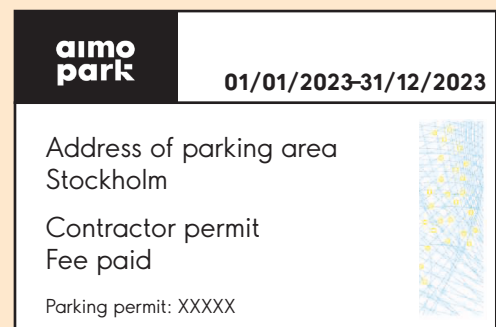 aimo
park
01/01/2023-31/12/2023
Address of parking area
Stockholm
Contractor permit
Fee paid
Parking permit: XXXXX